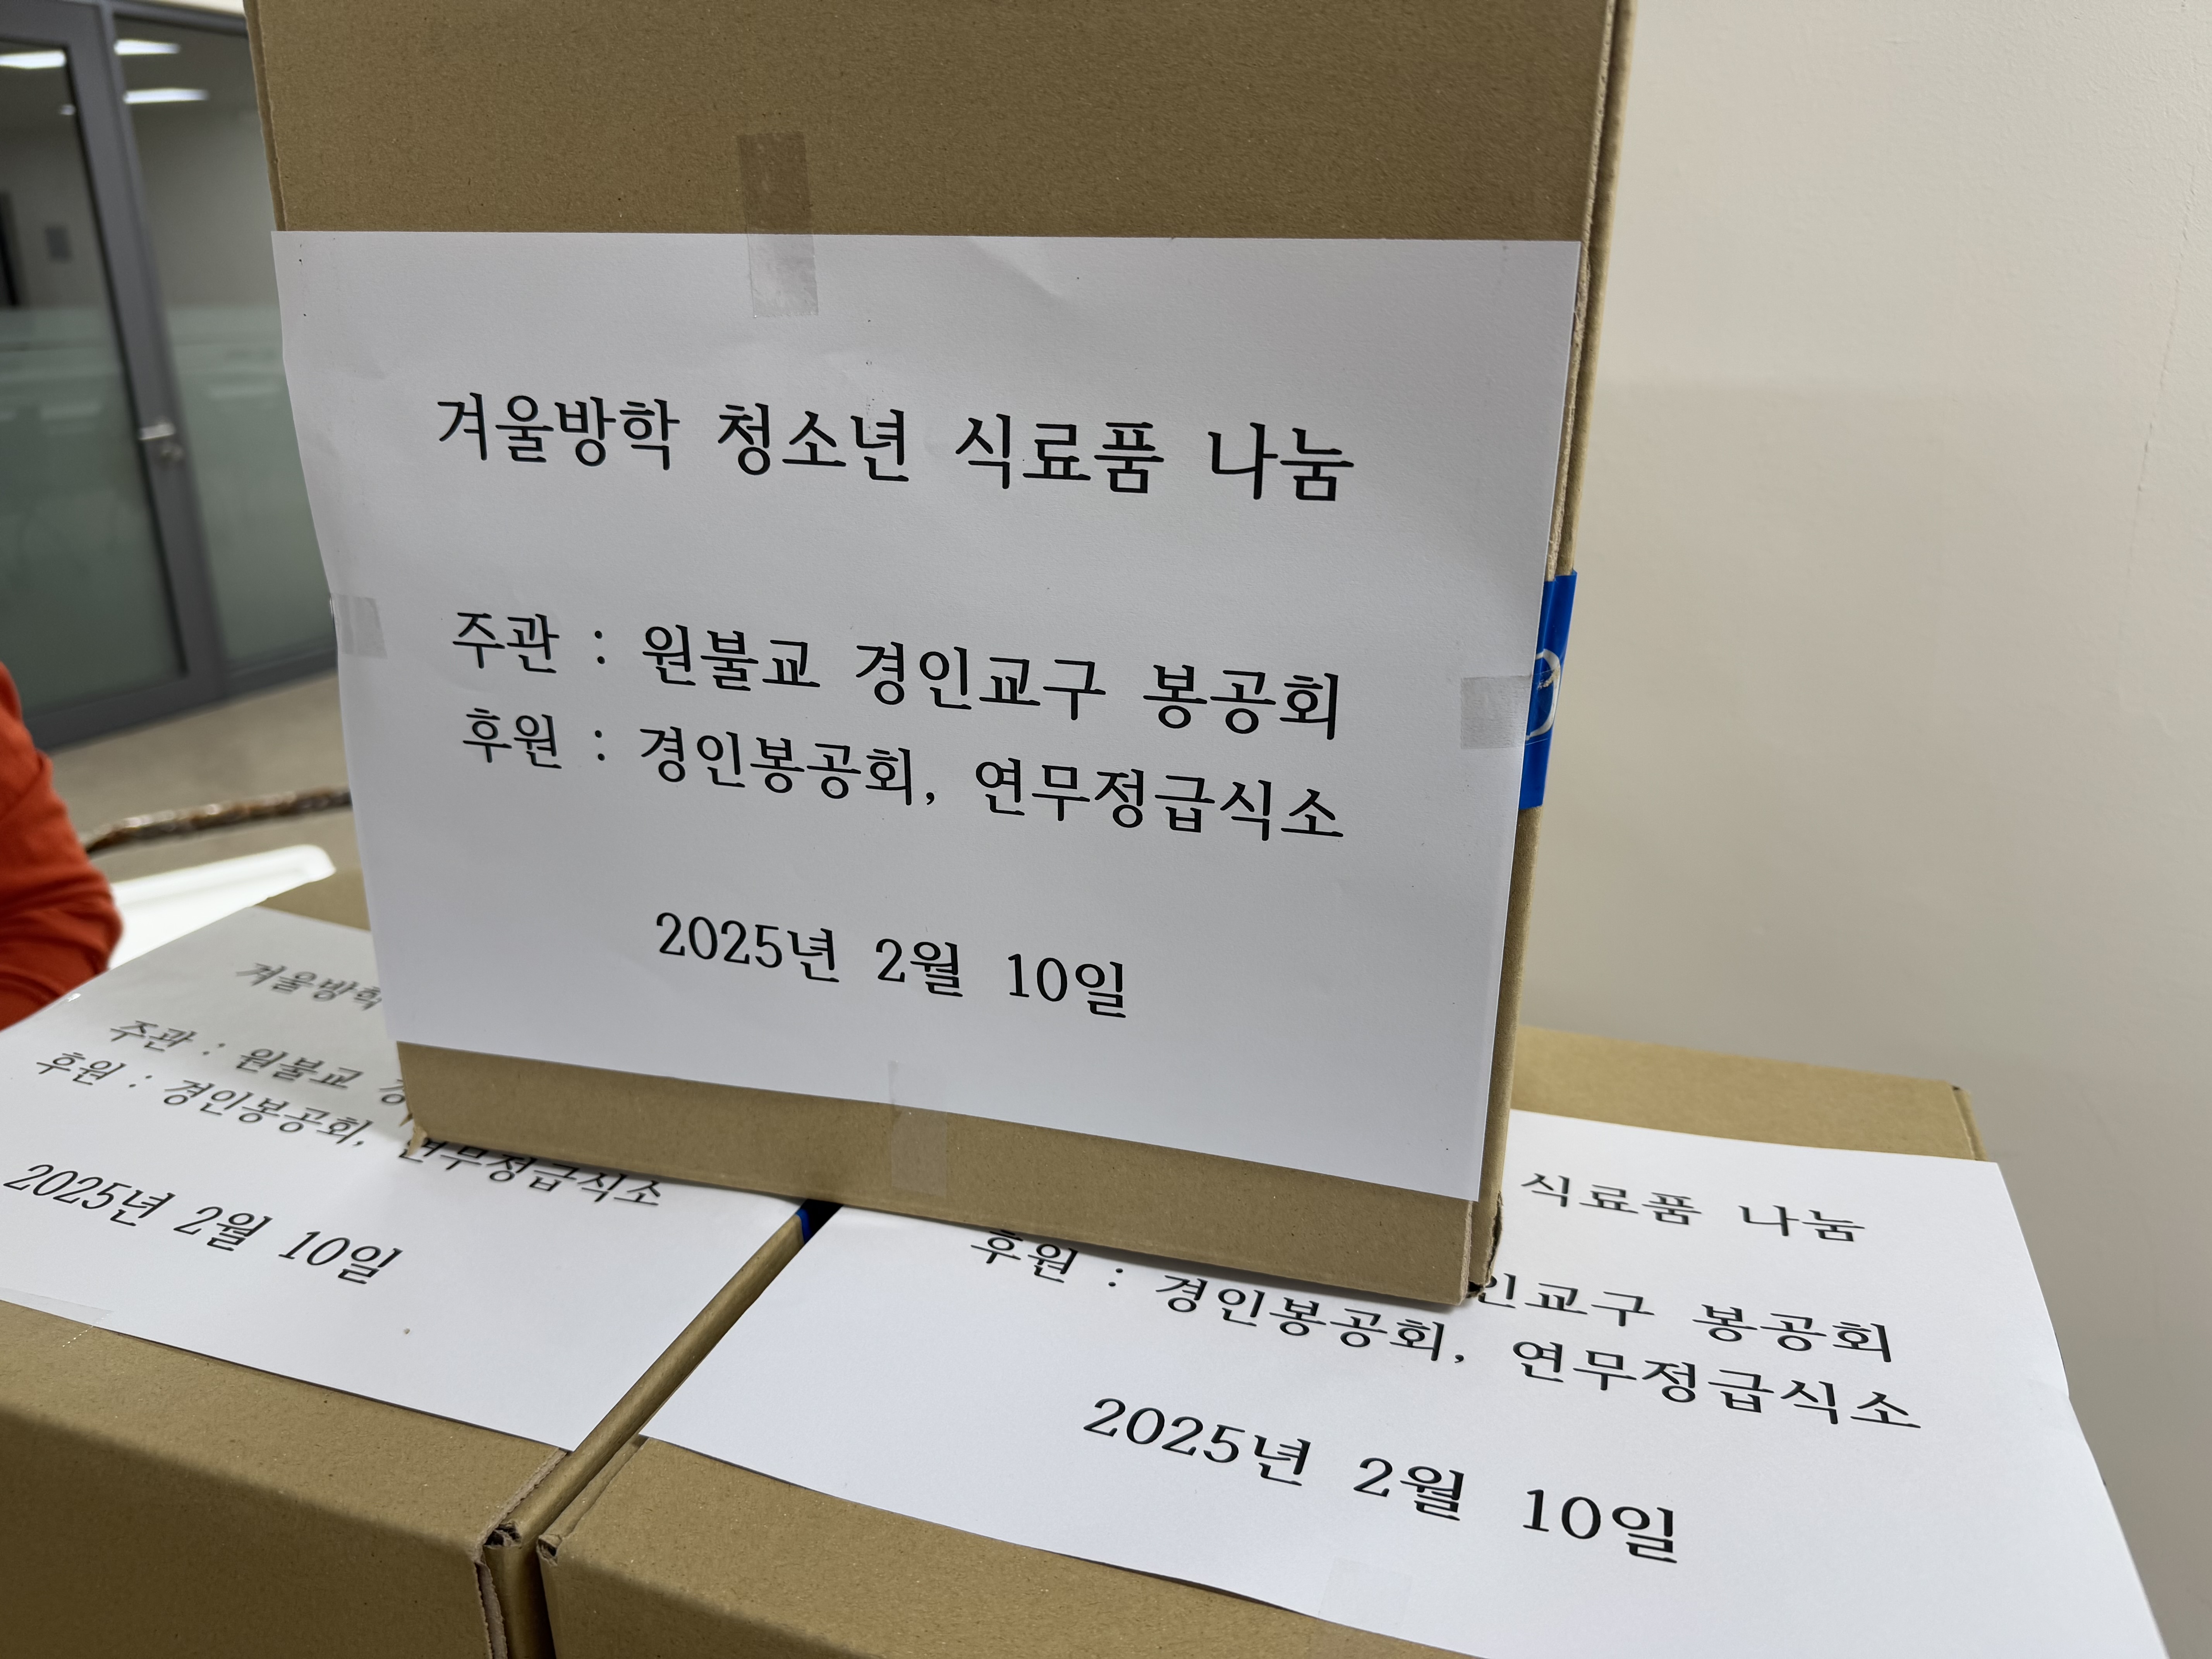 겨울방학 청소년 식료품 나눔
주관 : 원불교 경인교구 봉공회
후원 : 경인봉공회, 연무정급식소
2025년 2월 10일
겨울방학
주관 : 원불교
후원 : 경인봉공회, 연무정급식소
2025년 2월 10일
식료품 나눔
인교구 봉공회
후원 : 경인봉공회, 연무정급식소
2025년 2월 10일